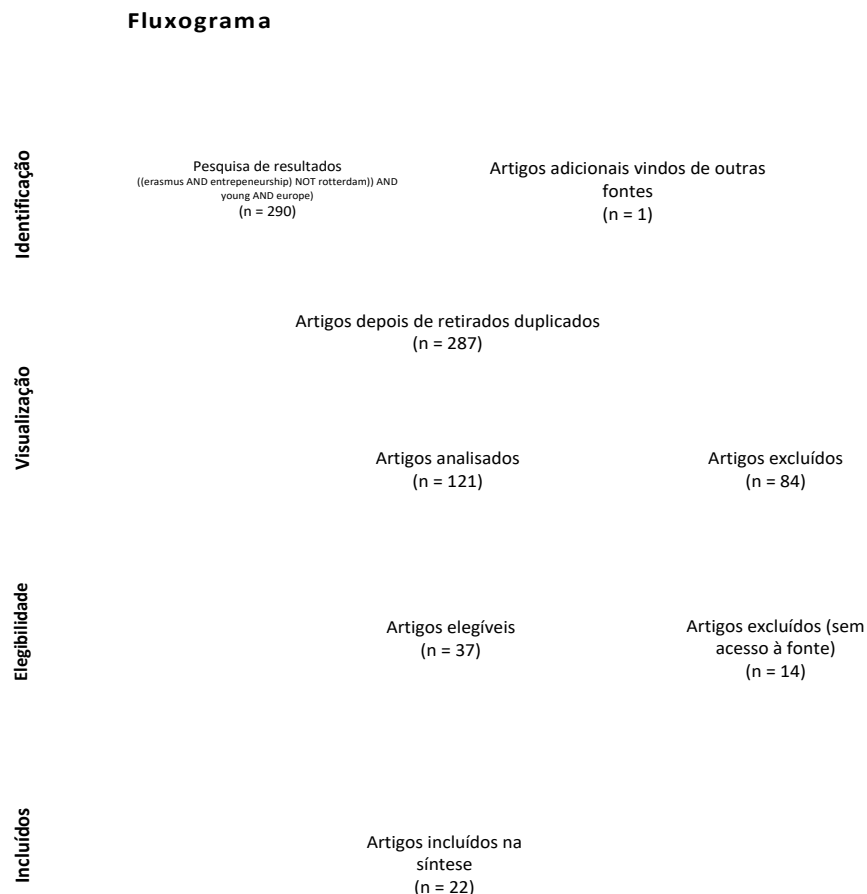 Fluxograma
Identificação
Pesquisa de resultados
((erasmus AND entrepeneurship) NOT rotterdam)) AND
young AND europe)
(n = 290)
Artigos adicionais vindos de outras
fontes
(n = 1)
Artigos depois de retirados duplicados
(n = 287)
Visualização
Artigos analisados
(n = 121)
Artigos excluídos
(n = 84)
Elegibilidade
Artigos elegíveis
(n = 37)
Artigos excluídos (sem
acesso à fonte)
(n = 14)
Incluídos
Artigos incluídos na
síntese
(n = 22)